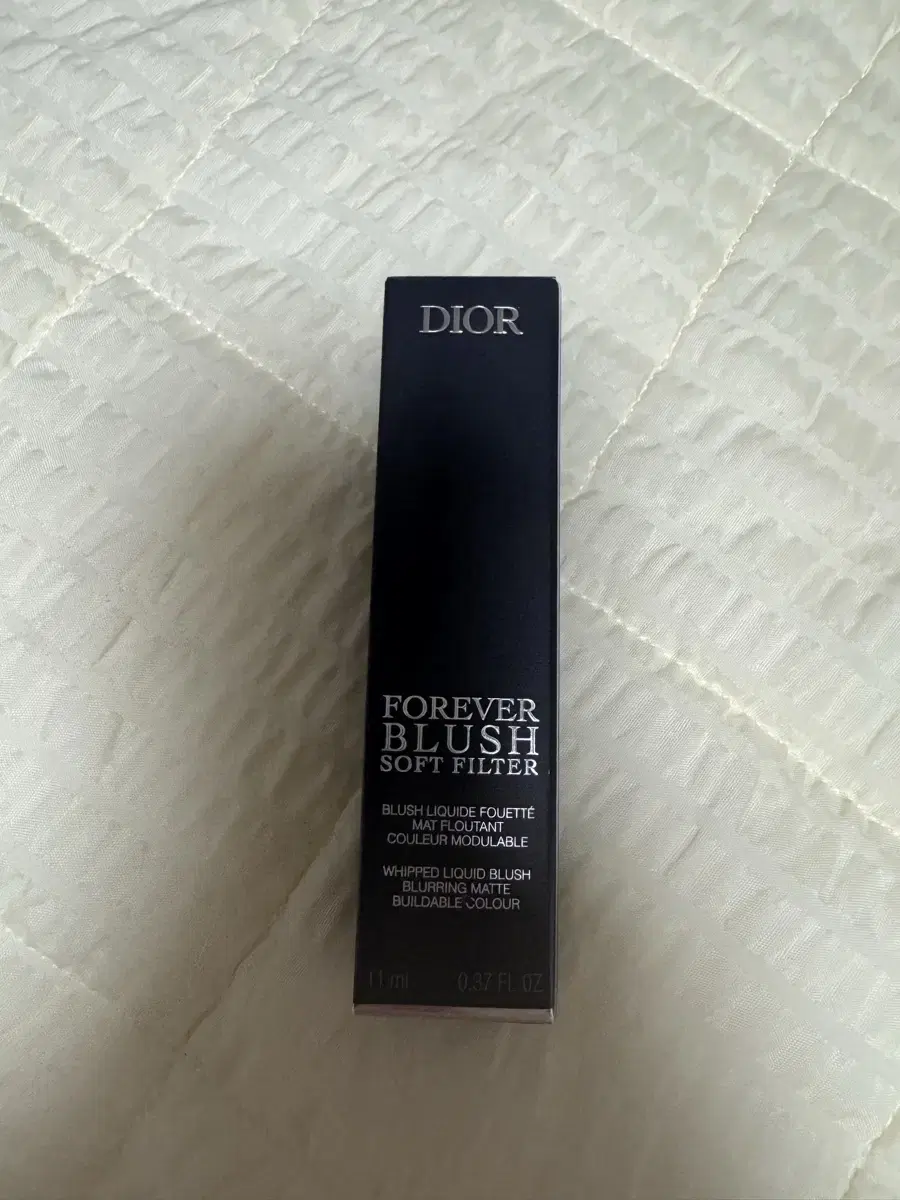 DIOR
FOREVER
BLUSH
SOFT FILTER
BLUSH LIQUIDE FOUETTÉ
MAT FLOUTANT
COULEUR MODULABLE
WHIPPED LIQUID BLUSH
BLURRING MATTE
BUILDABLE COLOUR
11 ml 0.37 FL. OZ